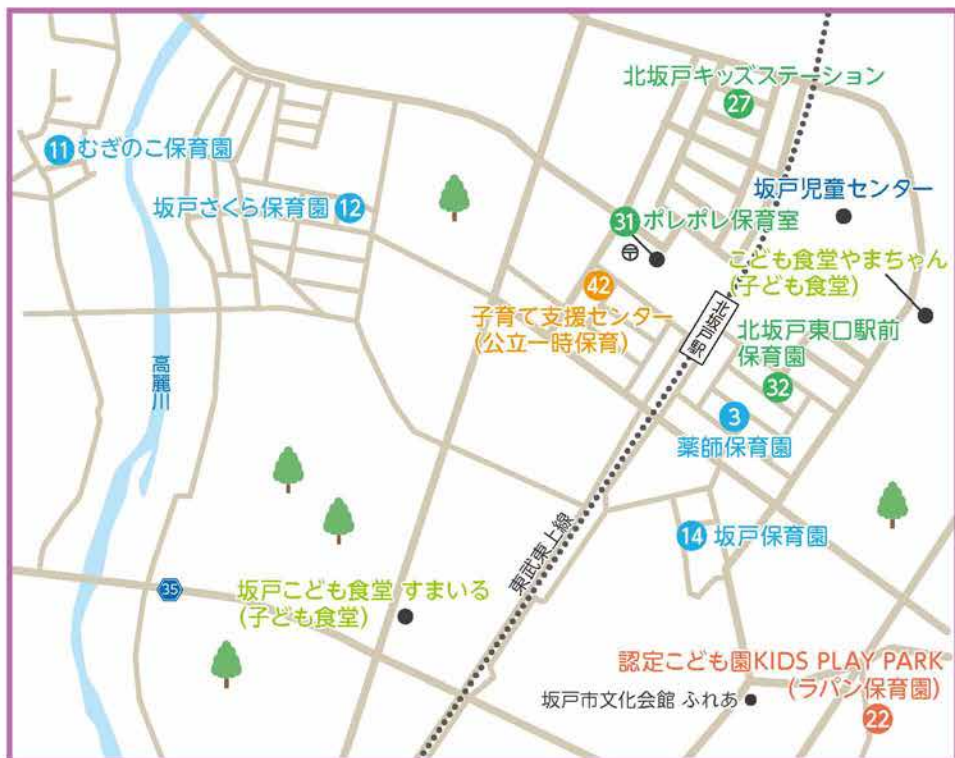 北坂戸キッズステーション
27
11 むぎのこ保育園
坂戸さくら保育園 12
坂戸児童センター
31 ポレポレ保育室
〶
こども食堂やまちゃん
(子ども食堂)
42
子育て支援センター
(公立一時保育)
北坂戸駅
北坂戸東口駅前
保育園
32
高麗川
3
薬師保育園
14 坂戸保育園
東武東上線
35
坂戸こども食堂 すまいる
(子ども食堂)
認定こども園KIDS PLAY PARK
(ラパン保育園)
坂戸市文化会館 ふれあ
22